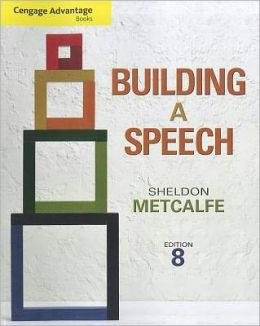 Cengage Advantage
Books
BUILDING
A
SPEECH
SHELDON
METCALFE
EDITION
8